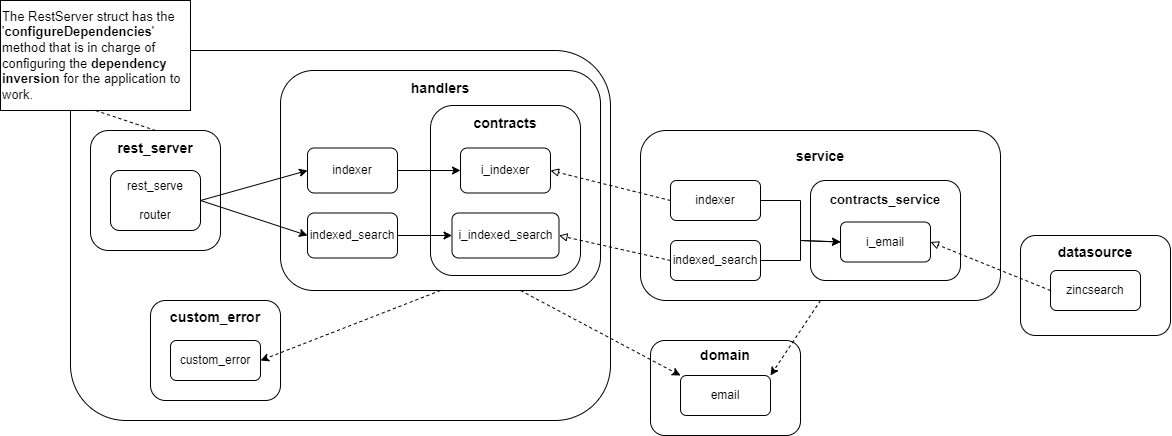 The RestServer struct has the
'configureDependencies'
method that is in charge of
configuring the dependency
inversion for the application to
work.
handlers
contracts
rest_server
rest_serve
router
indexer
i_indexer
indexed_search
i_indexed_search
custom_error
custom_error
service
indexer
indexed_search
contracts_service
i_email
datasource
zincsearch
domain
email